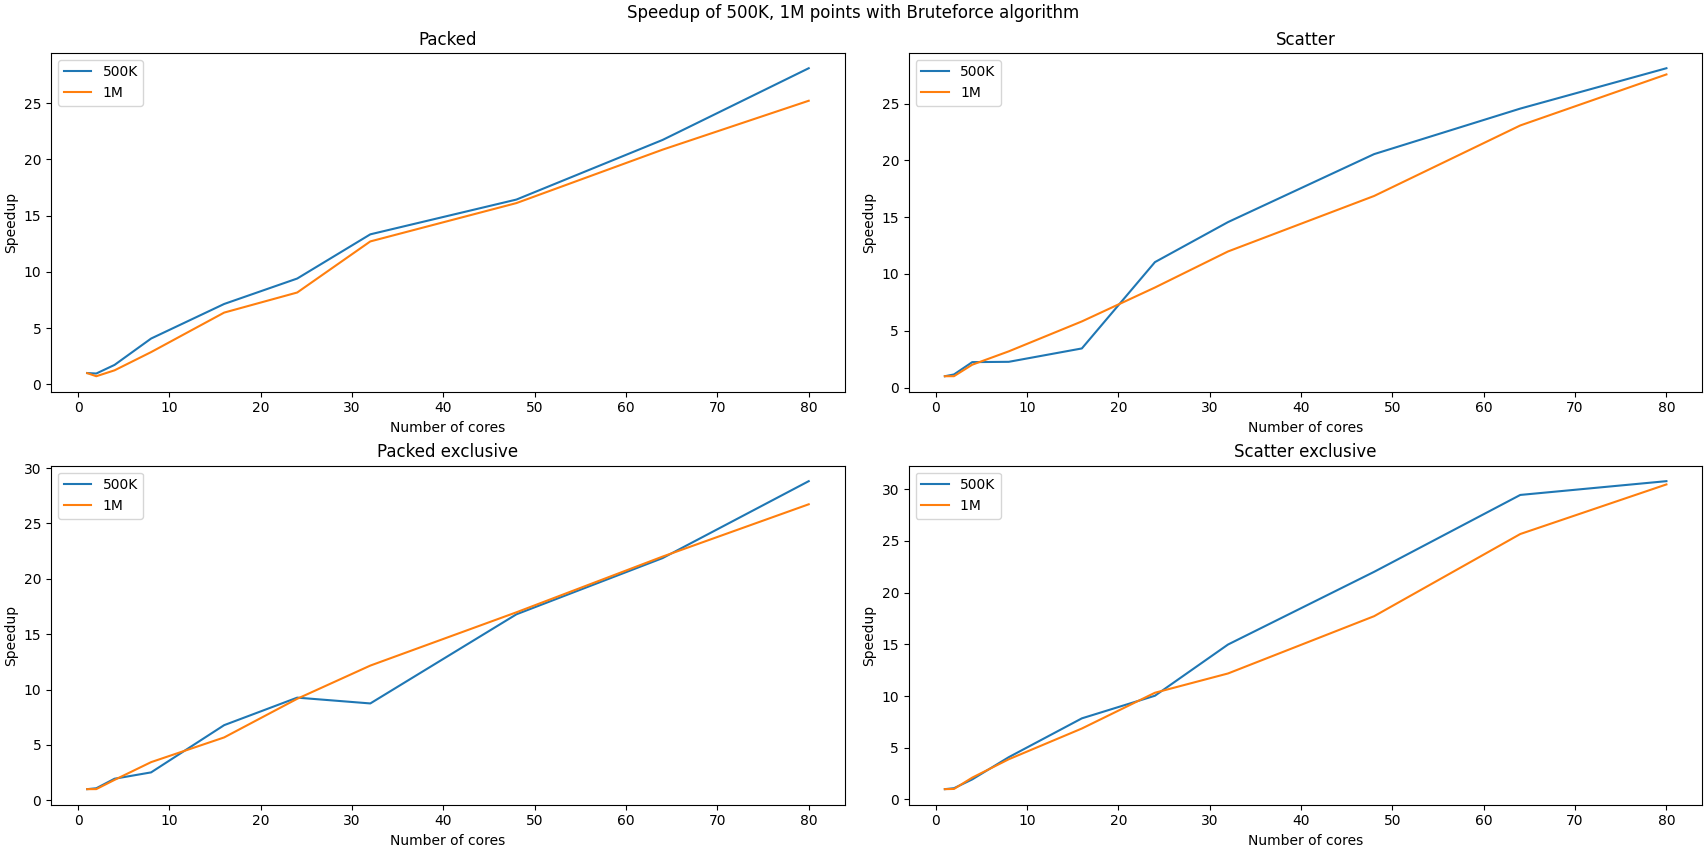 Speedup of 500K, 1M points with Bruteforce algorithm
Packed
500K
1M
Speedup
25
20
15
10
5
0
0 10 20 30 40 50 60 70 80
Number of cores
Scatter
500K
1M
Speedup
25
20
15
10
5
0
0 10 20 30 40 50 60 70 80
Number of cores
Packed exclusive
500K
1M
Speedup
30
25
20
15
10
5
0
0 10 20 30 40 50 60 70 80
Number of cores
Scatter exclusive
500K
1M
Speedup
30
25
20
15
10
5
0
0 10 20 30 40 50 60 70 80
Number of cores